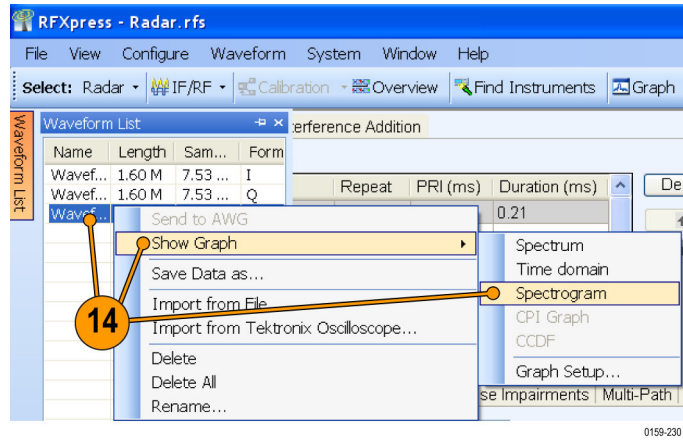 RFXpress - Radar.rfs
File View Configure Waveform System Window Help
Select: Radar IF/RF Calibration Overview Find Instruments Graph
Waveform List
Waveform List
erference Addition
Name Length Sam... Form
Wavef... 1.60 M 7.53 ... I
Wavef... 1.60 M 7.53 ... Q
Wavef...
Repeat PRI (ms) Duration (ms)
De
0.21
Send to AWG
Show Graph
Save Data as...
Import from File
Import from Tektronix Oscilloscope...
Delete
Delete All
Rename...
Spectrum
Time domain
Spectrogram
CPI Graph
CCDF
Graph Setup...
14
se Impairments Multi-Path
0159-230